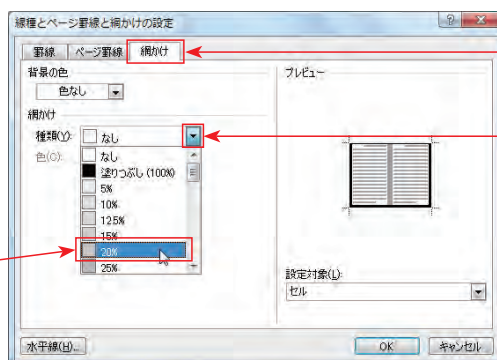 線種とページ罫線と網かけの設定
罫線 ページ罫線 網かけ
背景の色
色なし
網かけ
種類(Y): なし
色(C):
なし
塗りつぶし (100%)
5%
10%
12.5%
15%
20%
25%
プレビュー
設定対象(L):
セル
水平線(H)...
OK キャンセル